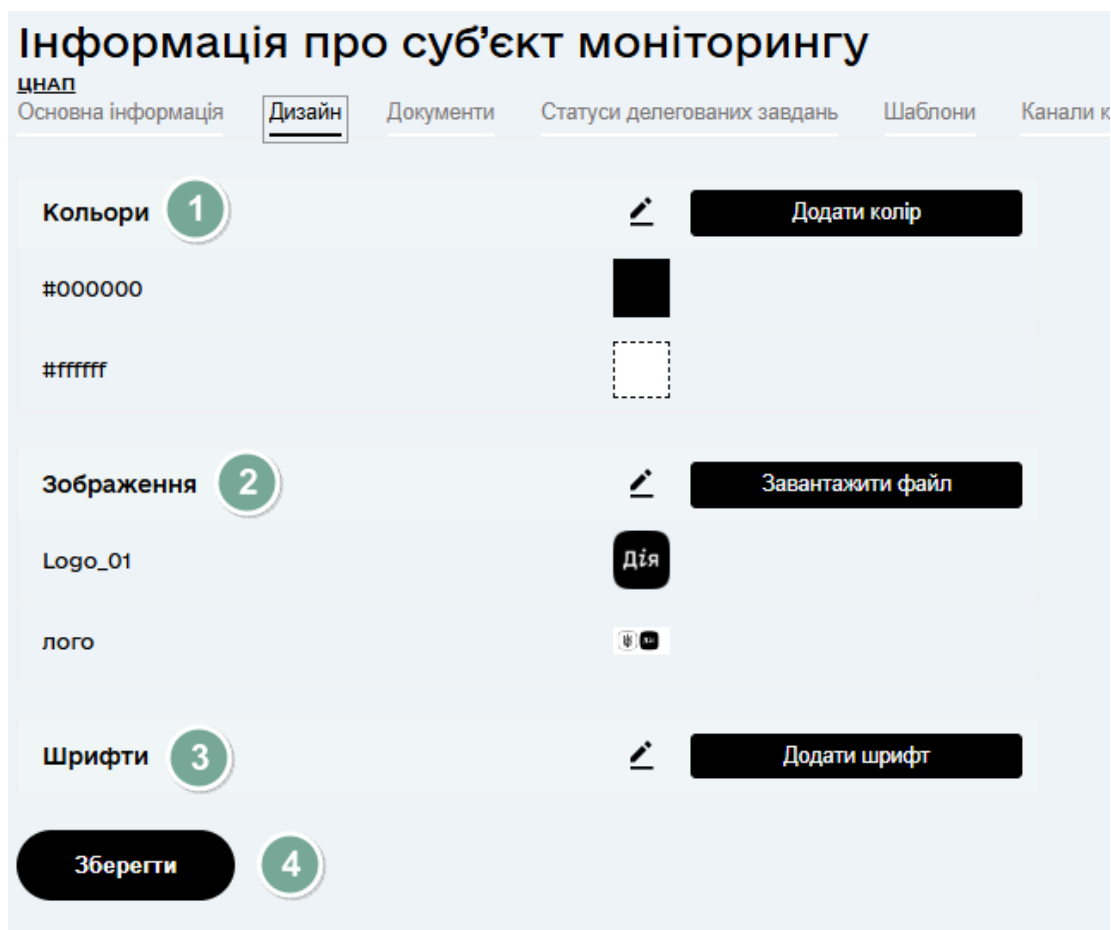 Інформація про суб’єкт моніторингу
ЦНАП
Основна інформація Дизайн Документи Статуси делегованих завдань Шаблони Канали к
Кольори 1 Додати колір
#000000
#ffffff
Зображення 2 Завантажити файл
Logo_01 Дія
лого
Шрифти 3 Додати шрифт
Зберегти 4